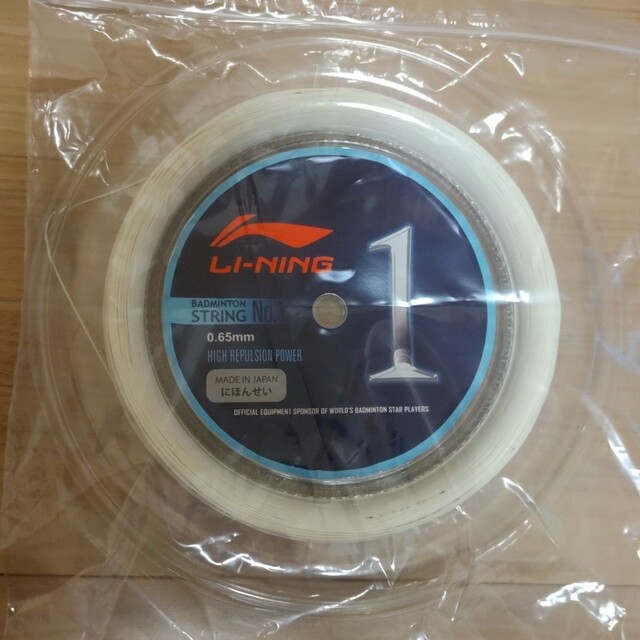 LI-NING
BADMINTON
STRING No.
1
0.65mm
HIGH REPULSION POWER
MADE IN JAPAN
にほんせい
OFFICIAL EQUIPMENT SPONSOR OF WORLD'S BADMINTON STAR PLAYERS